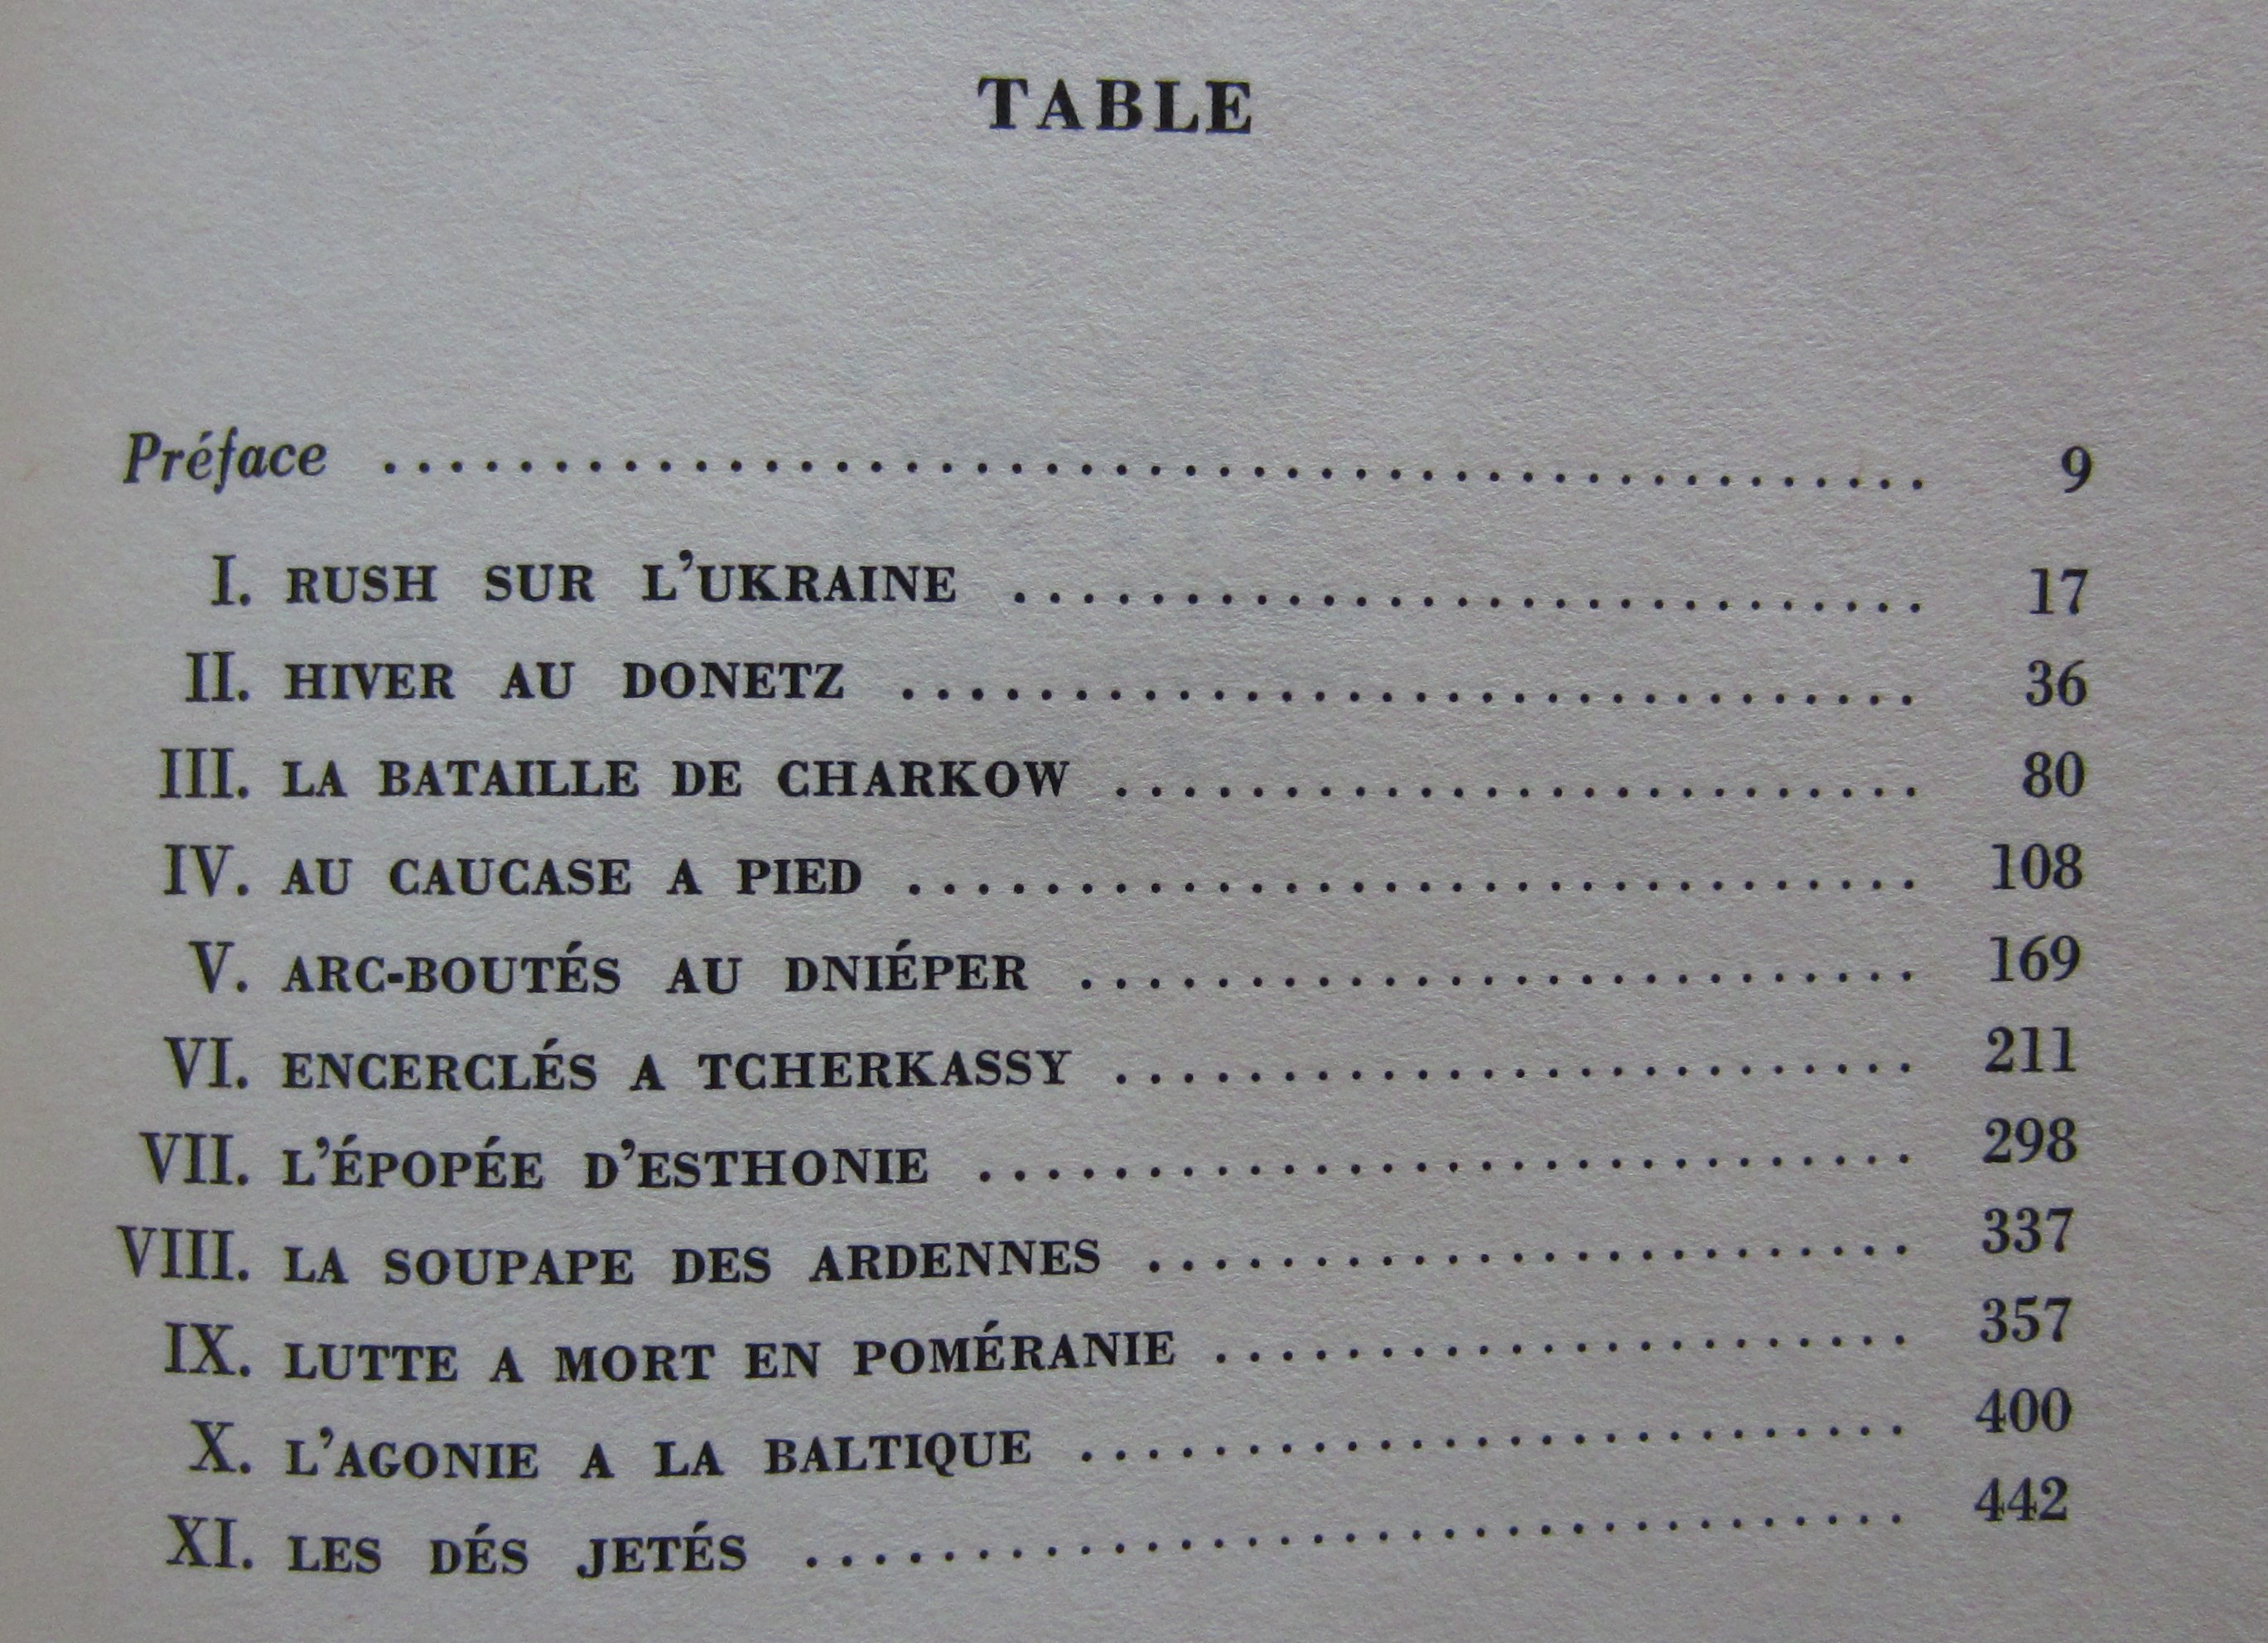 TABLE
Préface ............................................. 9
I. RUSH SUR L'UKRAINE ........................... 17
II. HIVER AU DONETZ .............................. 36
III. LA BATAILLE DE CHARKOW ........................ 80
IV. AU CAUCASE A PIED .............................. 108
V. ARC-BOUTÉS AU DNIÉPER ......................... 169
VI. ENCERCLÉS A TCHERKASSY ........................ 211
VII. L'ÉPOPÉE D'ESTHONIE ............................ 298
VIII. LA SOUPAPE DES ARDENNES ....................... 337
IX. LUTTE A MORT EN POMÉRANIE ..................... 357
X. L'AGONIE A LA BALTIQUE ......................... 400
XI. LES DÉS JETÉS ................................. 442